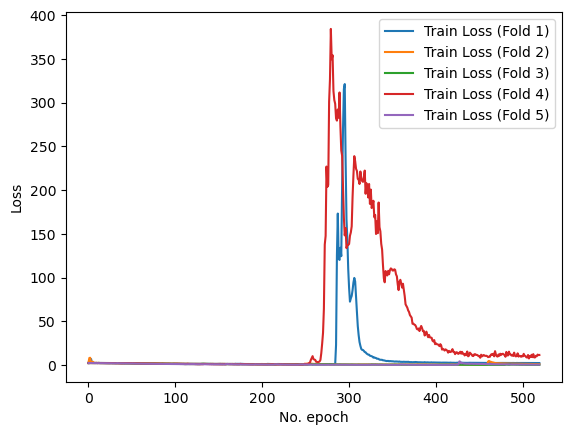 400
350
300
250
200
150
100
50
0
Loss
0 100 200 300 400 500
No. epoch
Train Loss (Fold 1)
Train Loss (Fold 2)
Train Loss (Fold 3)
Train Loss (Fold 4)
Train Loss (Fold 5)